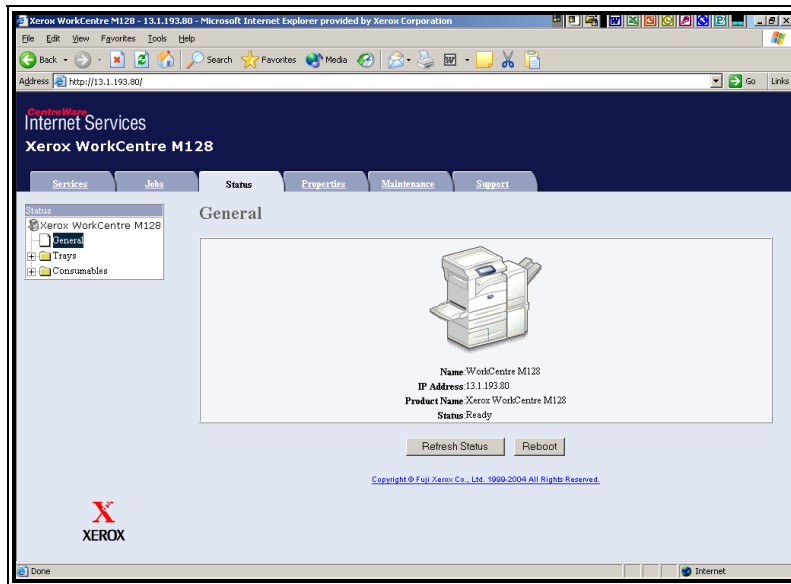 Xerox WorkCentre M128 - 13.1.193.80 - Microsoft Internet Explorer provided by Xerox Corporation
File Edit View Favorites Tools Help
Back Search Favorites Media
Address http://13.1.193.80/ Go Links
CentreWare
Internet Services
Xerox WorkCentre M128
Services Jobs Status Properties Maintenance Support
Status
Xerox WorkCentre M128
General
Trays
Consumables
General
Name:WorkCentre M128
IP Address:13.1.193.80
Product Name:Xerox WorkCentre M128
Status:Ready
Refresh Status Reboot
Copyright © Fuji Xerox Co., Ltd. 1999-2004 All Rights Reserved.
X
XEROX
Done Internet